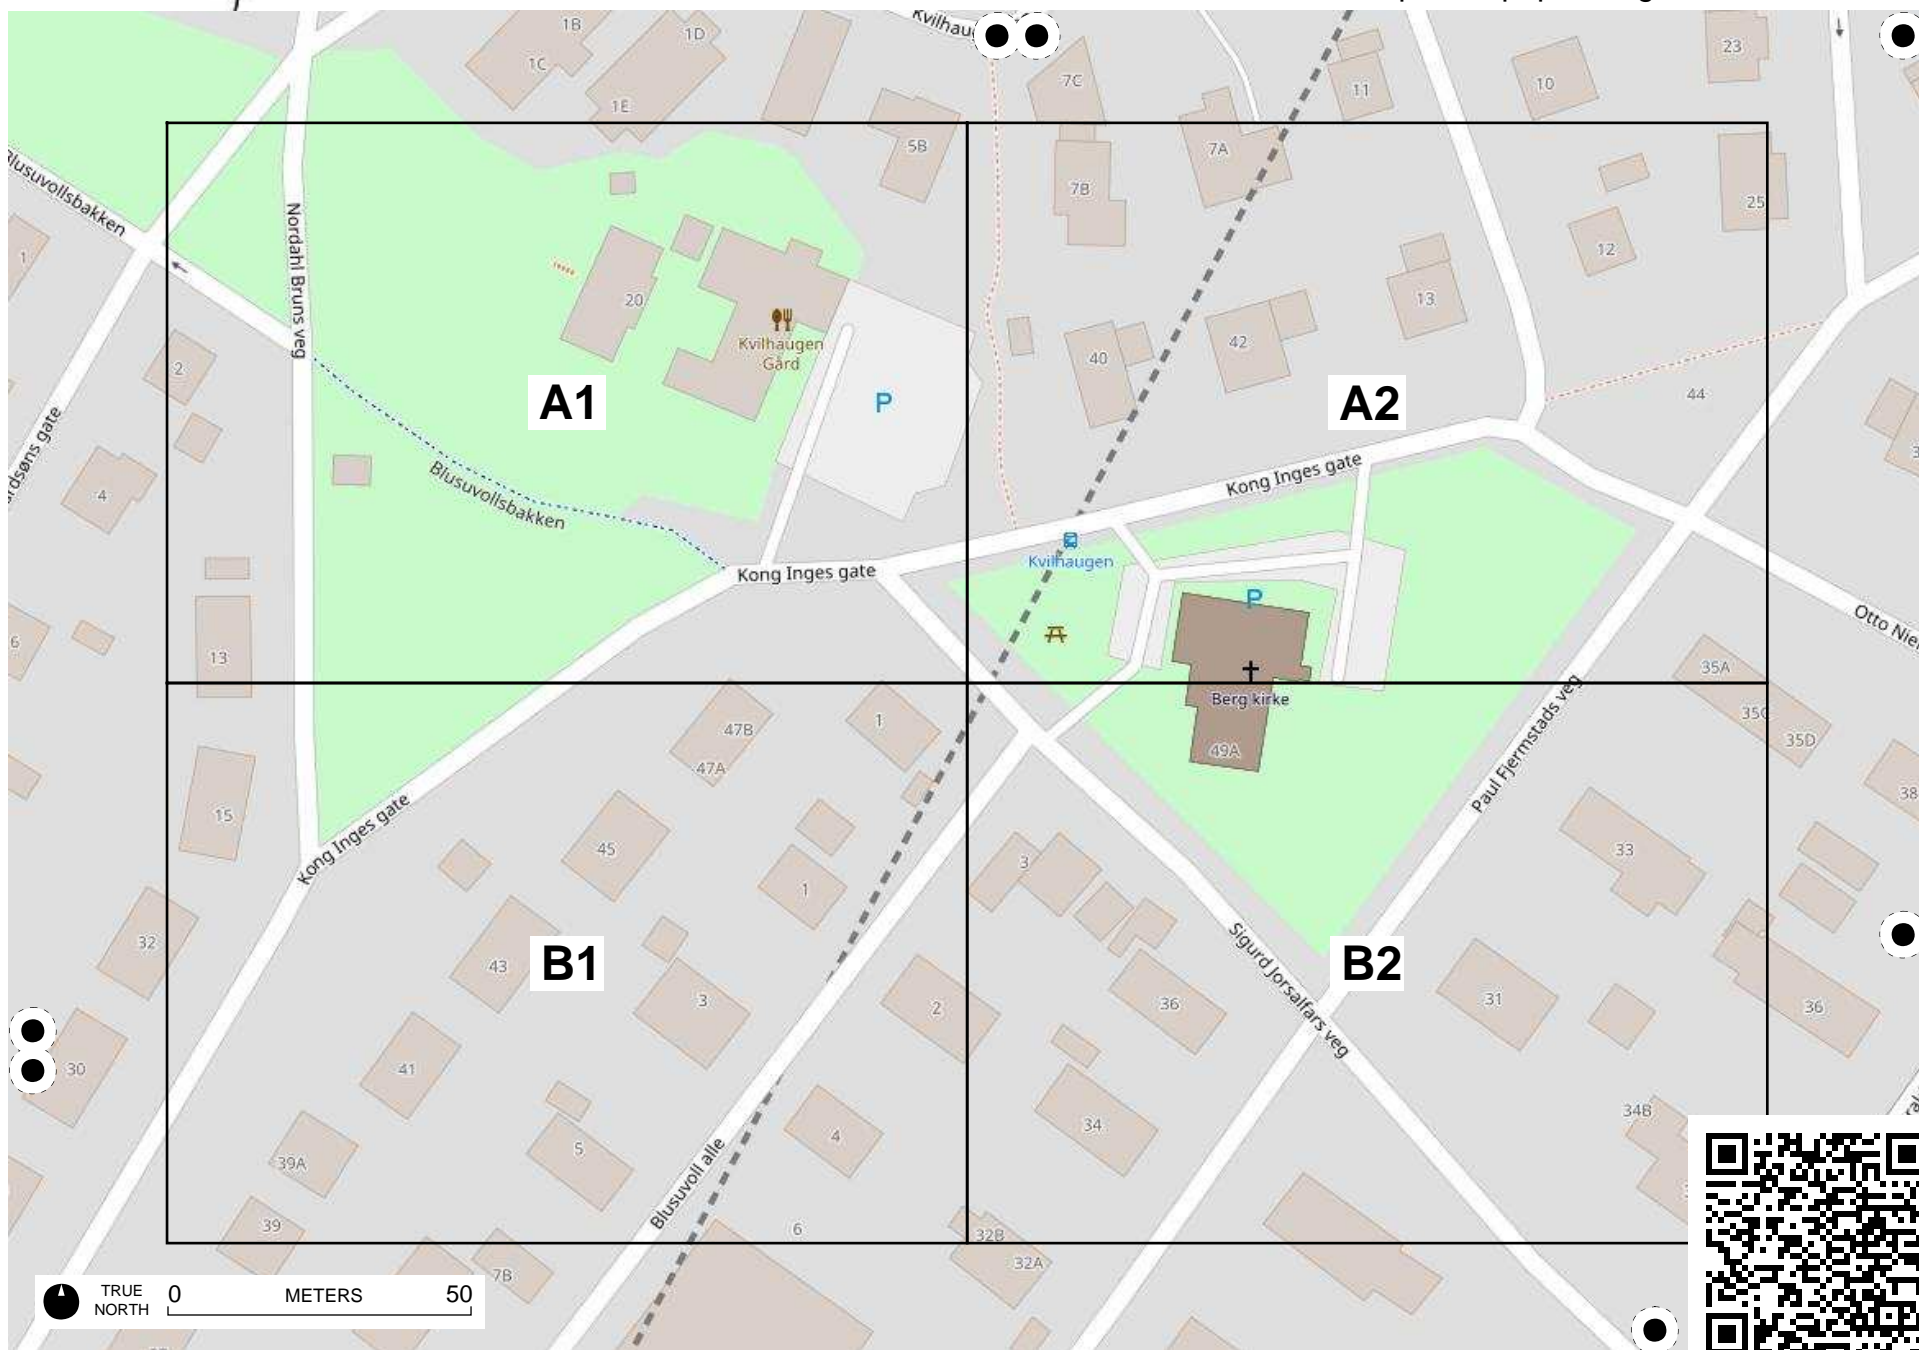 1B
1D
23
1C
7C
10
11
1E
5B
7A
7B
25
Blusuvollsbakken
Nordahl Bruns veg
12
1
20
13
Kvilhaugen
Gård
42
40
2
A1
P
A2
44
Kong Inges gate
Blusuvollsbakken
4
Kvilhaugen
Kong Inges gate
P
6
13
35A
Berg kirke
35D
47B
1
49A
47A
Paul Fjermstads veg
38
15
Kong Inges gate
45
3
33
1
32
43
B1
B2
Sigurd Jorsalfars veg
3
2
36
31
36
30
41
34
34B
5
4
39A
Blusuvoll alle
39
6
32B
32A
7B
TRUE
NORTH
0 METERS 50